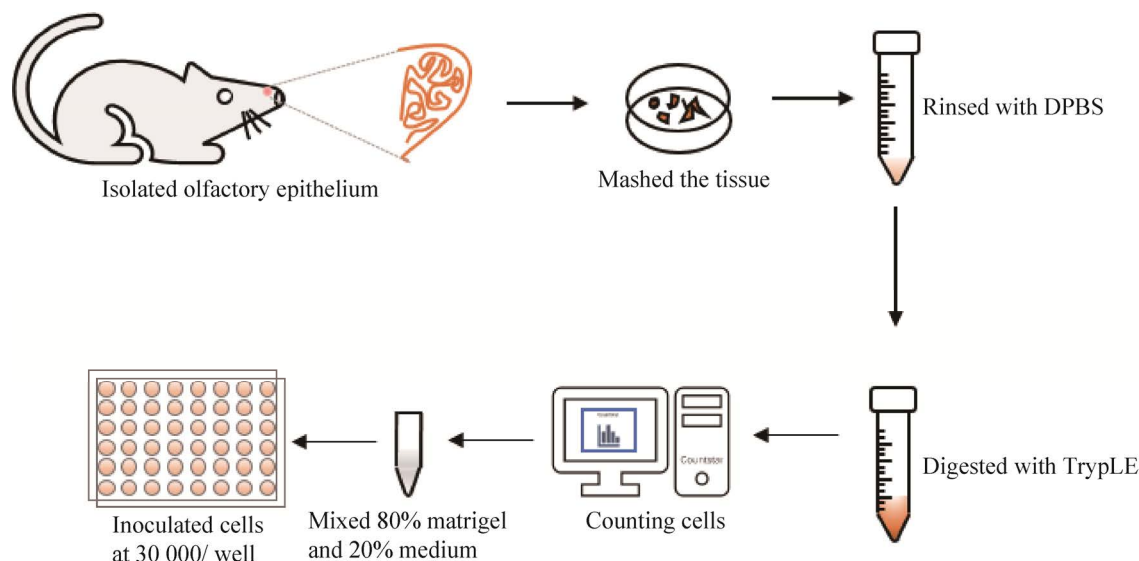 Isolated olfactory epithelium
Mashed the tissue
Rinsed with DPBS
Digested with TrypLE
Countstar
Counting cells
Mixed 80% matrigel
and 20% medium
Inoculated cells
at 30 000/ well